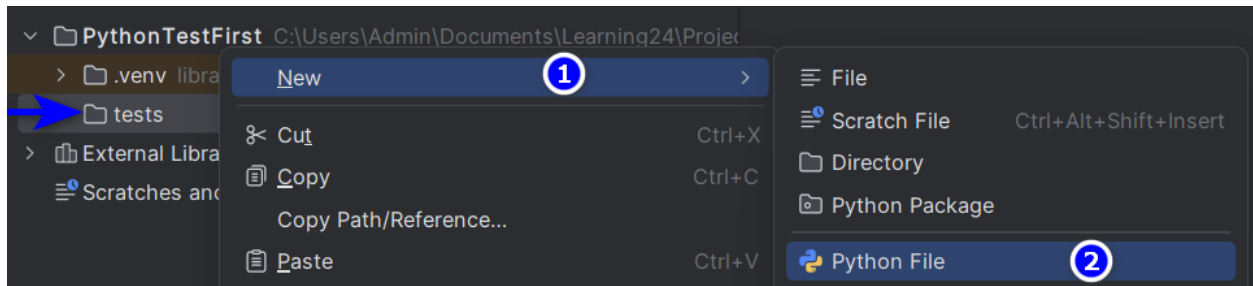 PythonTestFirst C:\Users\Admin\Documents\Learning24\Projec
.venv libra
tests
External Libra
Scratches and
New 1
Cut Ctrl+X
Copy Ctrl+C
Copy Path/Reference...
Paste Ctrl+V
File
Scratch File Ctrl+Alt+Shift+Insert
Directory
Python Package
Python File 2